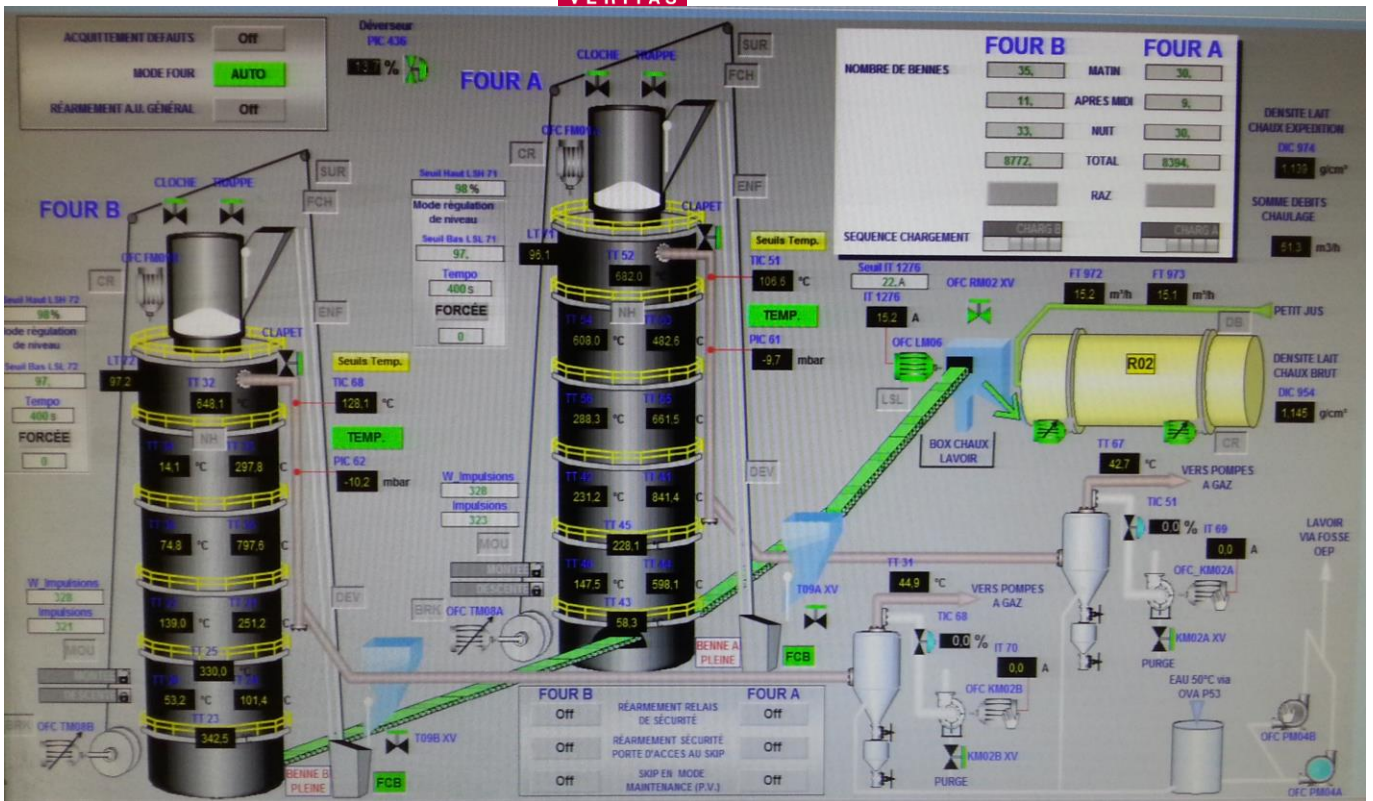 VERITAS
ACQUITTEMENT DEFAUTS Off
MODE FOUR AUTO
RÉARMEMENT A.U. GÉNÉRAL Off
Déverseur
PIC 436
13,7 %
FOUR A
CLOCHE TRAPPE
SUR
FCH
CR
ENF
CLAPET
Seuil Haut LSH 71
98 %
Mode régulation
de niveau
Seuil Bas LSL 71
97,
Tempo
400 s
FORCÉE
0
LT 71
TT 52
682.0
NH
608,0 °C 482,6 °C
288,3 °C 661,5 °C
231,2 °C 841,4 °C
TT 45
228,1
147,5 °C 598,1 °C
TT 43
58,3
Seuils Temp.
TIC 51
106,5 °C
TEMP.
PIC 61
-9,7 mbar
FOUR B FOUR A
NOMBRE DE BENNES 35, MATIN 30,
11, APRES MIDI 9,
33, NUIT 30,
8772, TOTAL 8394,
RAZ
SEQUENCE CHARGEMENT CHARG B CHARG A
DENSITE LAIT
CHAUX EXPEDITION
DIC 974
1,139 g/cm³
SOMME DEBITS
CHAULAGE
51,3 m3/h
Seuil IT 1276
22. A
IT 1276
15,2 A
OFC RM02 XV
OFC LM06
LSL
BOX CHAUX
LAVOIR
FT 972 FT 973
15,2 m³/h 15,1 m³/h
PETIT JUS
DB
R02
CR
DENSITE LAIT
CHAUX BRUT
DIC 954
1,145 g/cm³
FOUR B
CLOCHE TRAPPE
SUR
FCH
CR
ENF
CLAPET
Seuil Haut LSH 72
98%
Mode régulation
de niveau
Seuil Bas LSL 72
97,
Tempo
400 s
FORCÉE
0
LT 72
97,2
TT 32
648,1
NH
14,1 °C 297,8 °C
74,8 °C 797,6 °C
139,0 °C 251,2 °C
TT 25
330,0 °C
53,2 °C 101,4 °C
TT 23
342,5
Seuils Temp.
TIC 68
128,1 °C
TEMP.
PIC 62
-10,2 mbar
W_Impulsions
328
Impulsions
323
MOU
MONTEE
DESCENTE
BRK OFC TM08A
DEV
T09A XV
BENNE A
PLEINE
FCB
W_Impulsions
328
Impulsions
321
MOU
BRK OFC TM08B
DEV
T09B XV
BENNE B
PLEINE
FCB
TT 67
42,7 °C
VERS POMPES
A GAZ
TIC 51
0,0 % IT 69
0,0 A
OFC_KM02A
KM02A XV
PURGE
TT 31
44,9 °C
VERS POMPES
A GAZ
TIC 68
0,0 % IT 70
0,0 A
OFC KM02B
KM02B XV
PURGE
LAVOIR
VIA FOSSE
OEP
EAU 50°C via
OVA P53
OFC PM04B
OFC PM04A
FOUR B FOUR A
Off RÉARMEMENT RELAIS DE SÉCURITÉ Off
Off RÉARMEMENT SÉCURITÉ PORTE D'ACCES AU SKIP Off
Off SKIP EN MODE MAINTENANCE (P.V.) Off